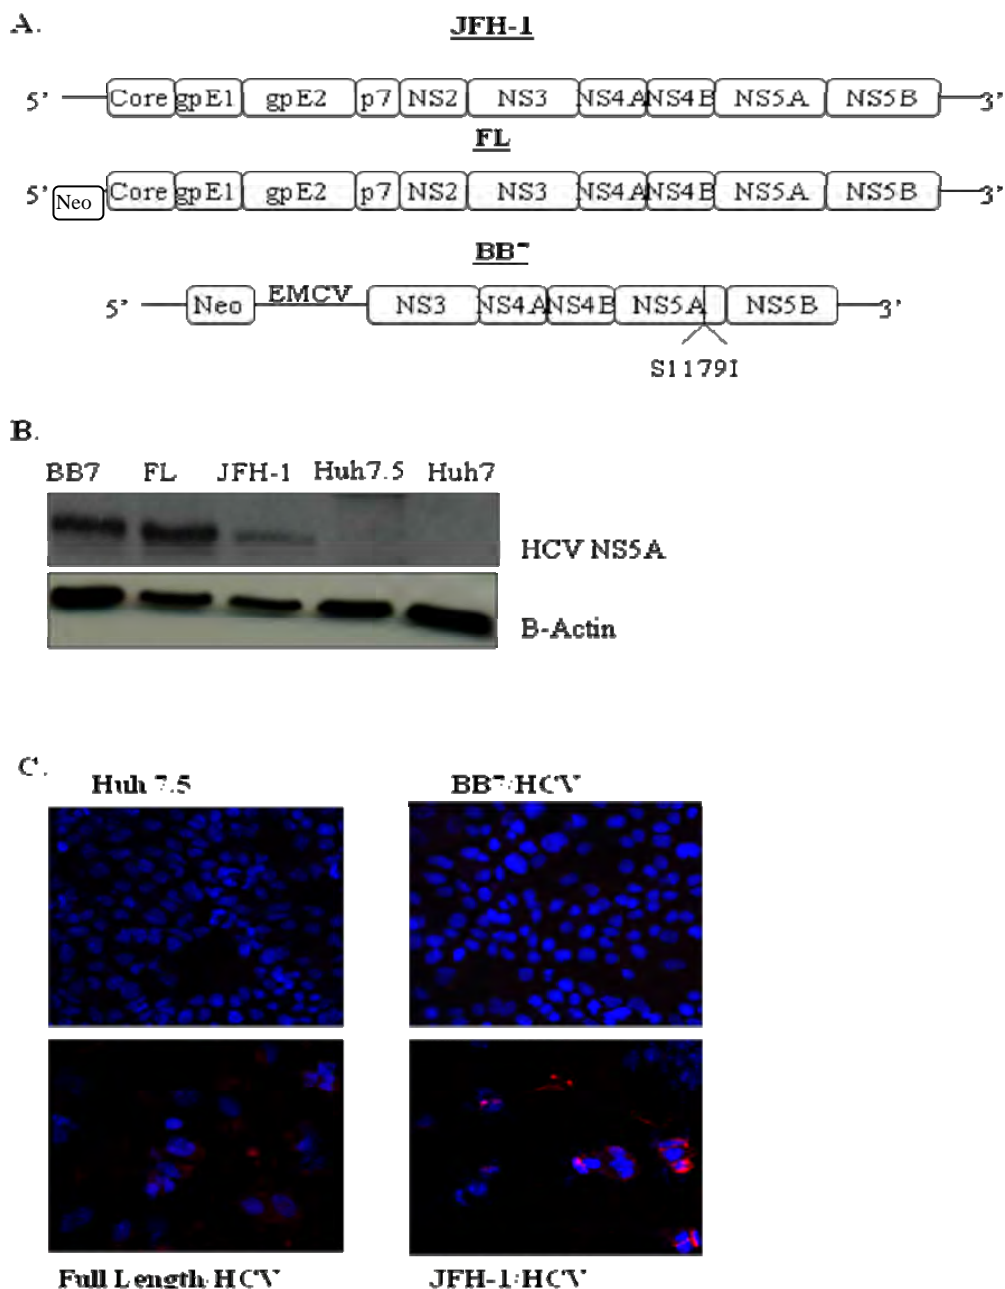 A.
JFH-1
5' Core gpE1 gpE2 p7 NS2 NS3 NS4A NS4B NS5A NS5B 3'
FL
5' Neo Core gpE1 gpE2 p7 NS2 NS3 NS4A NS4B NS5A NS5B 3'
BB7
5' Neo EMCV NS3 NS4A NS4B NS5A NS5B 3'
S1179I
B.
BB7 FL JFH-1 Huh7.5 Huh7
HCV NS5A
B-Actin
C.
Huh 7.5 BB7/HCV
Full Length/HCV JFH-1/HCV